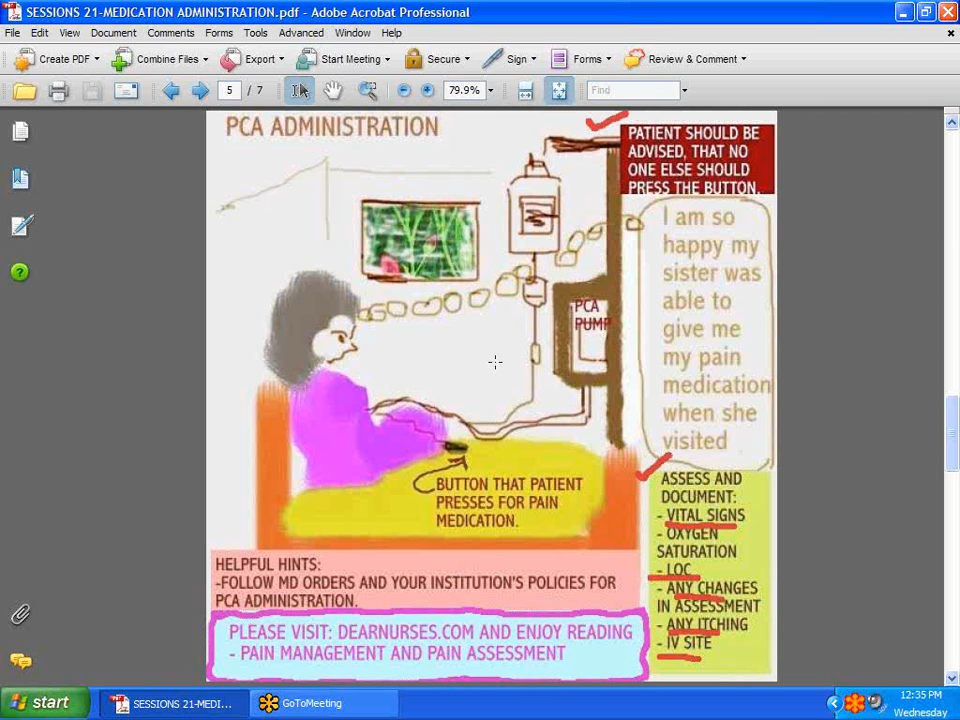 SESSIONS 21-MEDICATION ADMINISTRATION.pdf - Adobe Acrobat Professional
File Edit View Document Comments Forms Tools Advanced Window Help
Create PDF Combine Files Export Start Meeting Secure Sign Forms Review & Comment
5 / 7 79.9% Find
PCA ADMINISTRATION
PATIENT SHOULD BE
ADVISED, THAT NO
ONE ELSE SHOULD
PRESS THE BUTTON.
I am so
happy my
sister was
able to
give me
my pain
medication
when she
visited
PCA
PUMP
BUTTON THAT PATIENT
PRESSES FOR PAIN
MEDICATION.
ASSESS AND
DOCUMENT:
- VITAL SIGNS
- OXYGEN
SATURATION
- LOC
- ANY CHANGES
IN ASSESSMENT
- ANY ITCHING
- IV SITE
HELPFUL HINTS:
-FOLLOW MD ORDERS AND YOUR INSTITUTION'S POLICIES FOR
PCA ADMINISTRATION.
PLEASE VISIT: DEARNURSES.COM AND ENJOY READING
- PAIN MANAGEMENT AND PAIN ASSESSMENT
start SESSIONS 21-MEDI... GoToMeeting 12:35 PM
Wednesday